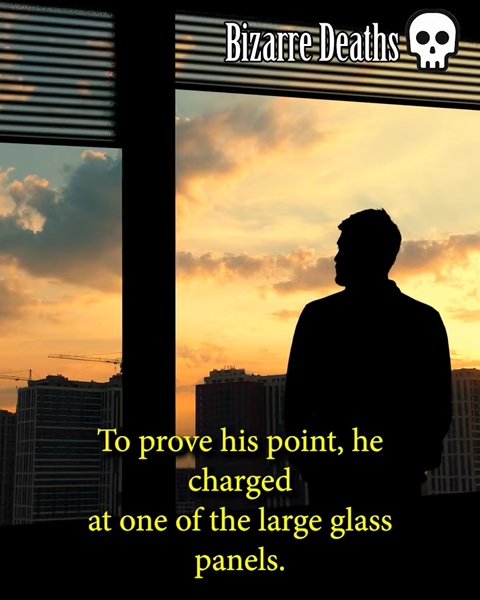 Bizarre Deaths
To prove his point, he
charged
at one of the large glass
panels.